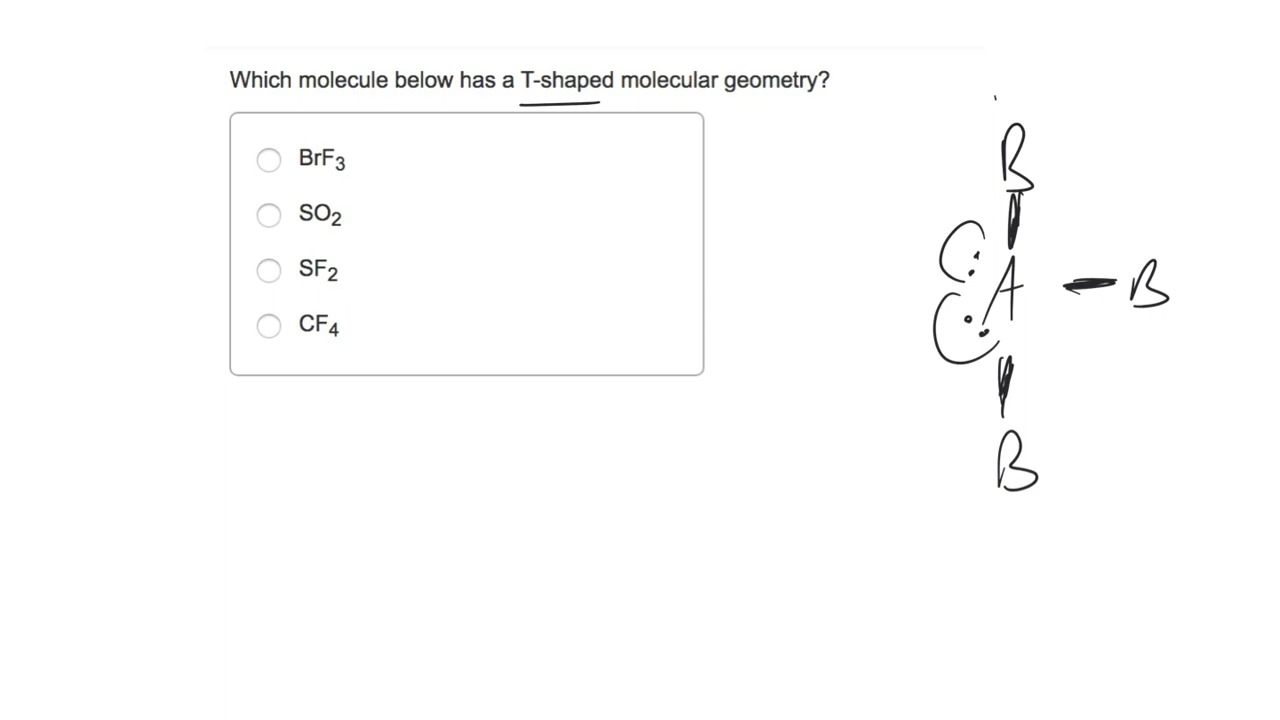 Which molecule below has a T-shaped molecular geometry?
BrF3
SO2
SF2
CF4
B
A - B
B